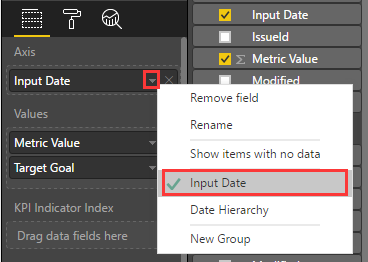 Input Date
IssueId
Metric Value
Modified
Axis
Input Date
Values
Metric Value
Target Goal
KPI Indicator Index
Drag data fields here
Remove field
Rename
Show items with no data
Input Date
Date Hierarchy
New Group